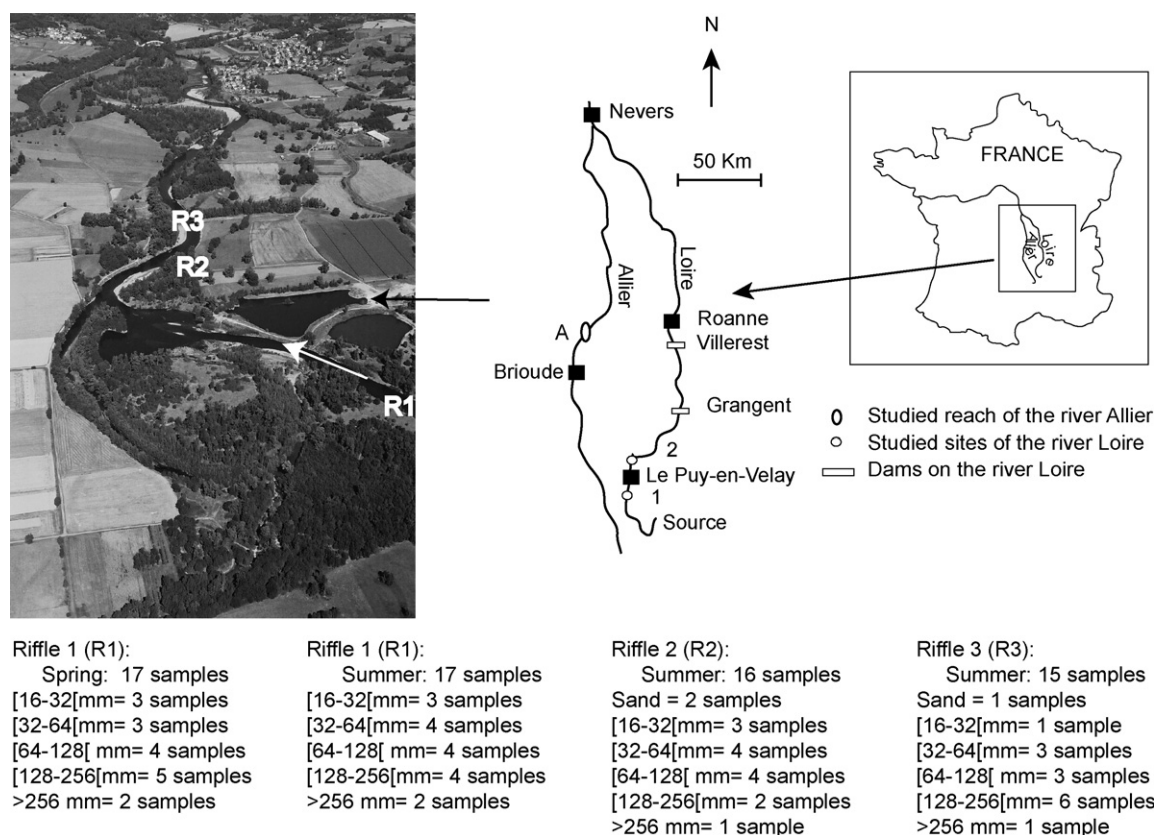 R3
R2
R1
N
Nevers
50 Km
Allier
Loire
A
Roanne
Villerest
Brioude
Grangent
2
Le Puy-en-Velay
1
Source
FRANCE
Allier
Loire
Studied reach of the river Allier
Studied sites of the river Loire
Dams on the river Loire
Riffle 1 (R1):
Spring: 17 samples
[16-32[mm= 3 samples
[32-64[mm= 3 samples
[64-128[ mm= 4 samples
[128-256[mm= 5 samples
>256 mm= 2 samples
Riffle 1 (R1):
Summer: 17 samples
[16-32[mm= 3 samples
[32-64[mm= 4 samples
[64-128[ mm= 4 samples
[128-256[mm= 4 samples
>256 mm= 2 samples
Riffle 2 (R2):
Summer: 16 samples
Sand = 2 samples
[16-32[mm= 3 samples
[32-64[mm= 4 samples
[64-128[ mm= 4 samples
[128-256[mm= 2 samples
>256 mm= 1 sample
Riffle 3 (R3):
Summer: 15 samples
Sand = 1 samples
[16-32[mm= 1 sample
[32-64[mm= 3 samples
[64-128[ mm= 3 samples
[128-256[mm= 6 samples
>256 mm= 1 sample